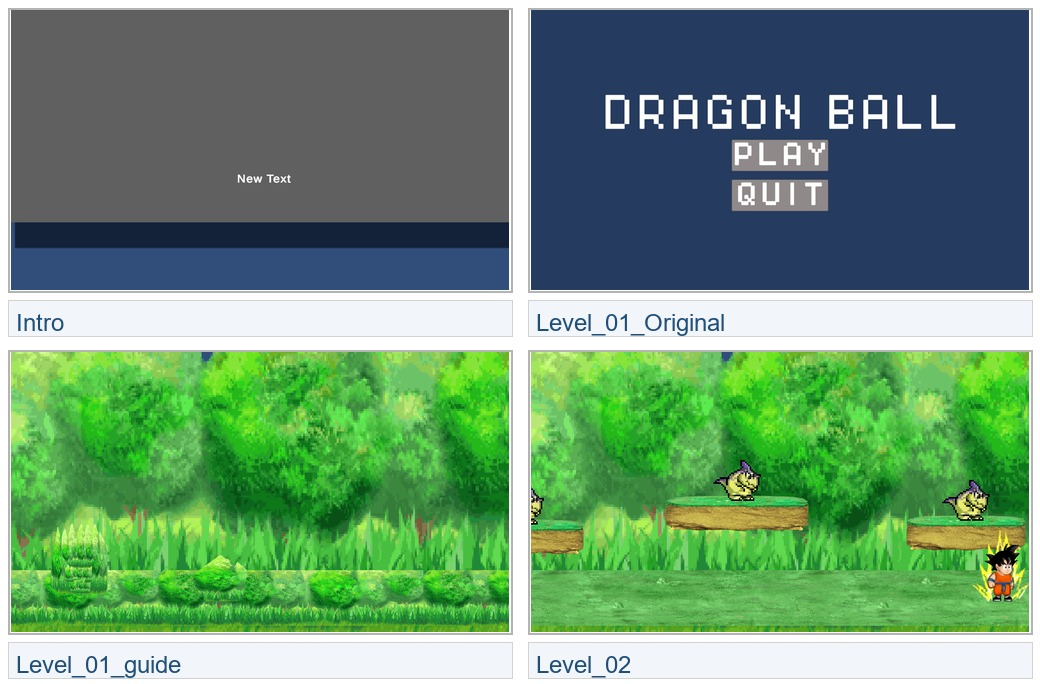 New Text
DRAGON BALL
PLAY
QUIT
Intro
Level_01_Original
Level_01_guide
Level_02